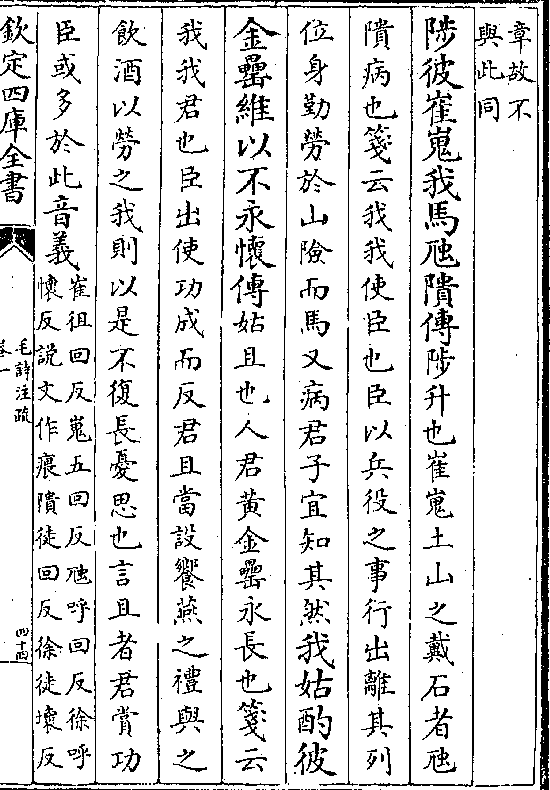 章故不
與此同
陟彼崔嵬我馬虺隤傳陟升也崔嵬土山之戴石者虺
隤病也箋云我我使臣也臣以兵役之事行出離其列
位身勤勞於山險而馬又病君子宜知其然我姑酌彼
金罍維以不永懷傳姑且也人君黃金罍永長也箋云
我我君也臣出使功成而反君且當設饗燕之禮與之
飲酒以勞之我則以是不復長憂思也言且者君賞功
臣或多於此音義
崔徂回反嵬五回反虺呼回反徐呼
懷反説文作瘣隤徒回反徐徒壞反
欽定四庫全書
毛詩注疏
卷一
四十四